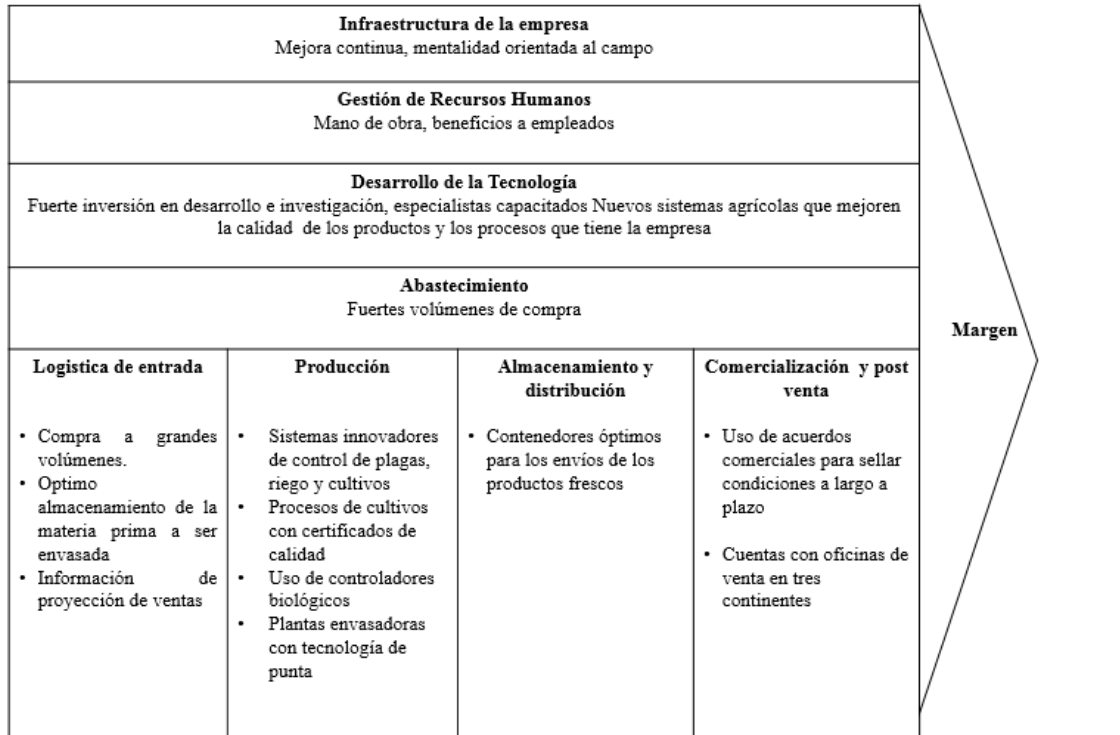 Infraestructura de la empresa
Mejora continua, mentalidad orientada al campo
Gestión de Recursos Humanos
Mano de obra, beneficios a empleados
Desarrollo de la Tecnología
Fuerte inversión en desarrollo e investigación, especialistas capacitados Nuevos sistemas agrícolas que mejoren
la calidad de los productos y los procesos que tiene la empresa
Abastecimiento
Fuertes volúmenes de compra
Margen
Logistica de entrada
• Compra a grandes
volúmenes.
• Optimo
almacenamiento de la
materia prima a ser
envasada
• Información de
proyección de ventas
Producción
• Sistemas innovadores
de control de plagas,
riego y cultivos
• Procesos de cultivos
con certificados de
calidad
• Uso de controladores
biológicos
• Plantas envasadoras
con tecnología de
punta
Almacenamiento y
distribución
• Contenedores óptimos
para los envíos de los
productos frescos
Comercialización y post
venta
• Uso de acuerdos
comerciales para sellar
condiciones a largo a
plazo
• Cuentas con oficinas de
venta en tres
continentes